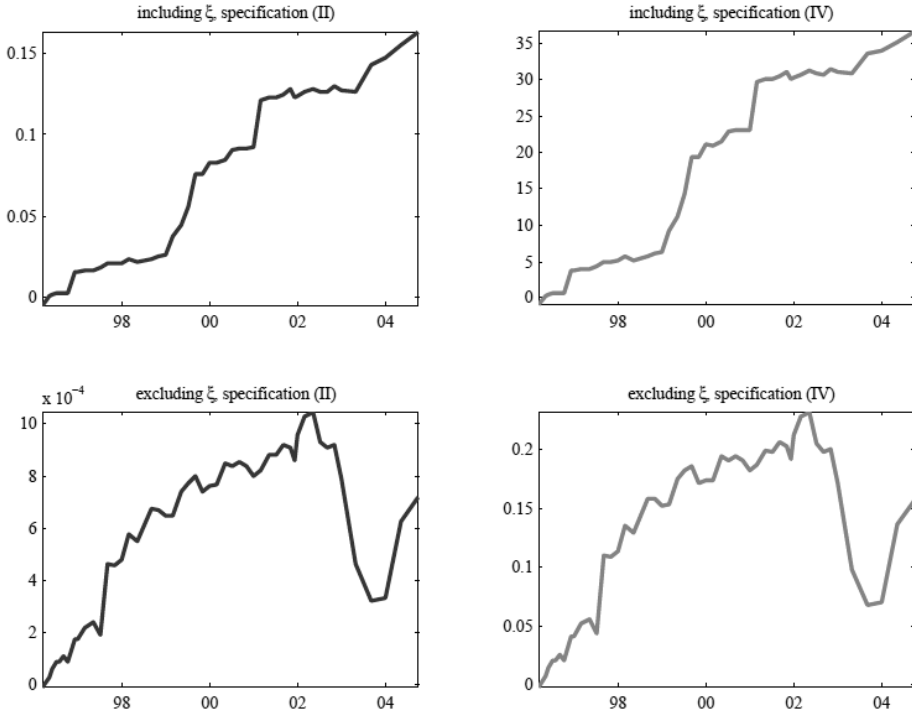 including ξ, specification (II)
0.15
0.1
0.05
0
98 00 02 04
including ξ, specification (IV)
35
30
25
20
15
10
5
0
98 00 02 04
excluding ξ, specification (II)
x 10⁻⁴
10
8
6
4
2
0
98 00 02 04
excluding ξ, specification (IV)
0.2
0.15
0.1
0.05
0
98 00 02 04